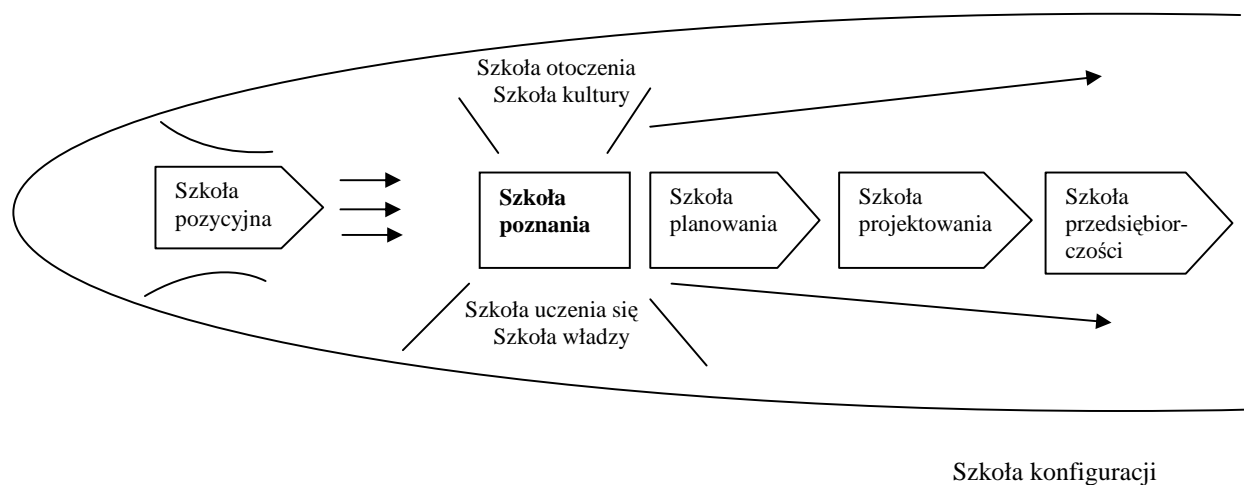 Szkoła otoczenia
Szkoła kultury
Szkoła
pozycyjna
Szkoła
poznania
Szkoła
planowania
Szkoła
projektowania
Szkoła
przedsiębior-
czości
Szkoła uczenia się
Szkoła władzy
Szkoła konfiguracji